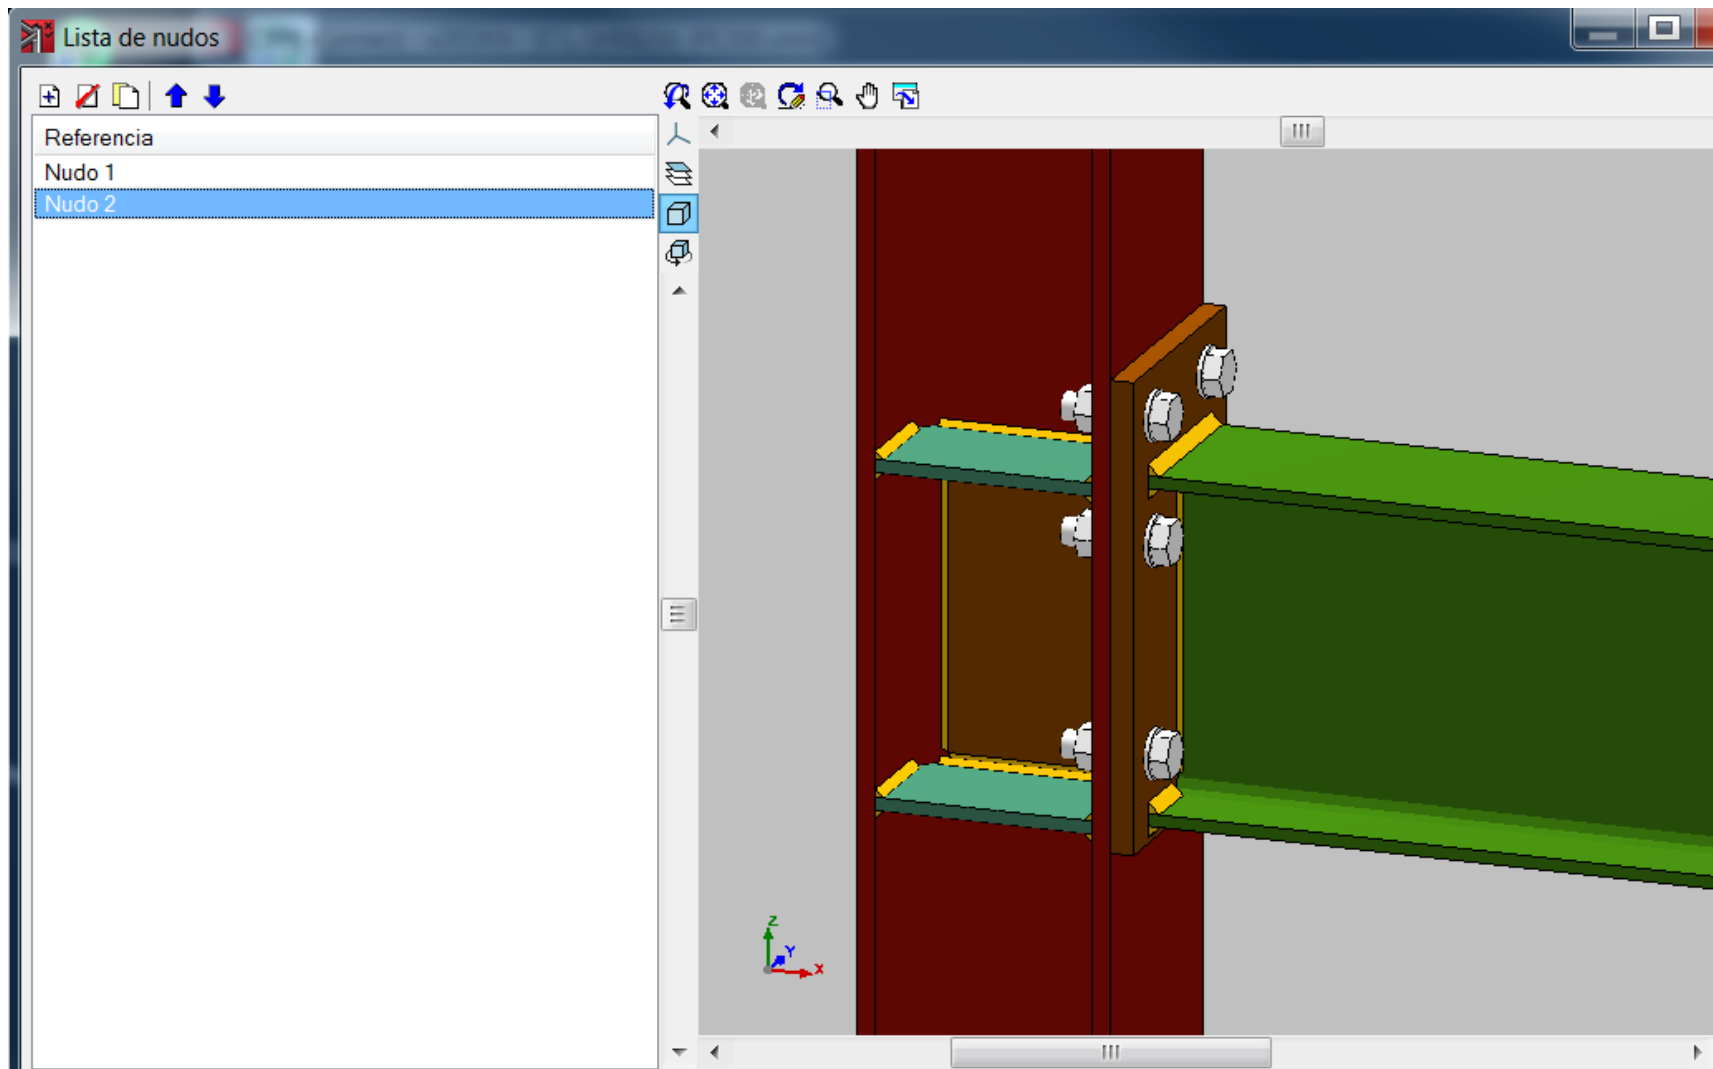 Lista de nudos
Referencia
Nudo 1
Nudo 2
Z
Y
X